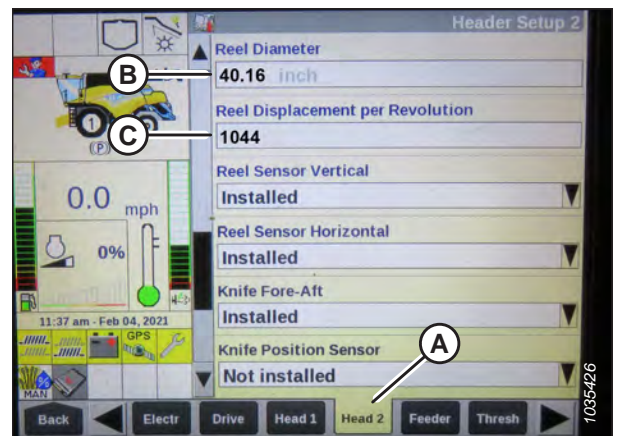 Header Setup 2
Reel Diameter
B
40.16 inch
Reel Displacement per Revolution
C
1044
1
1
(P)
Reel Sensor Vertical
Installed
0.0 mph
Reel Sensor Horizontal
Installed
0%
F
Knife Fore-Aft
Installed
11:37 am - Feb 04, 2021
GPS
A
Knife Position Sensor
Not installed
MAN
Back
Electr
Drive
Head 1
Head 2
Feeder
Thresh
1035426